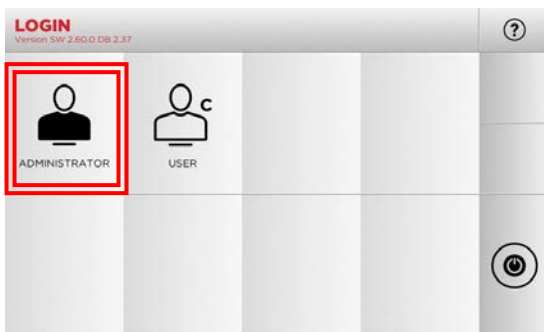 LOGIN
Version SW 2.60.0 DB 2.37
?
ADMINISTRATOR
C
USER